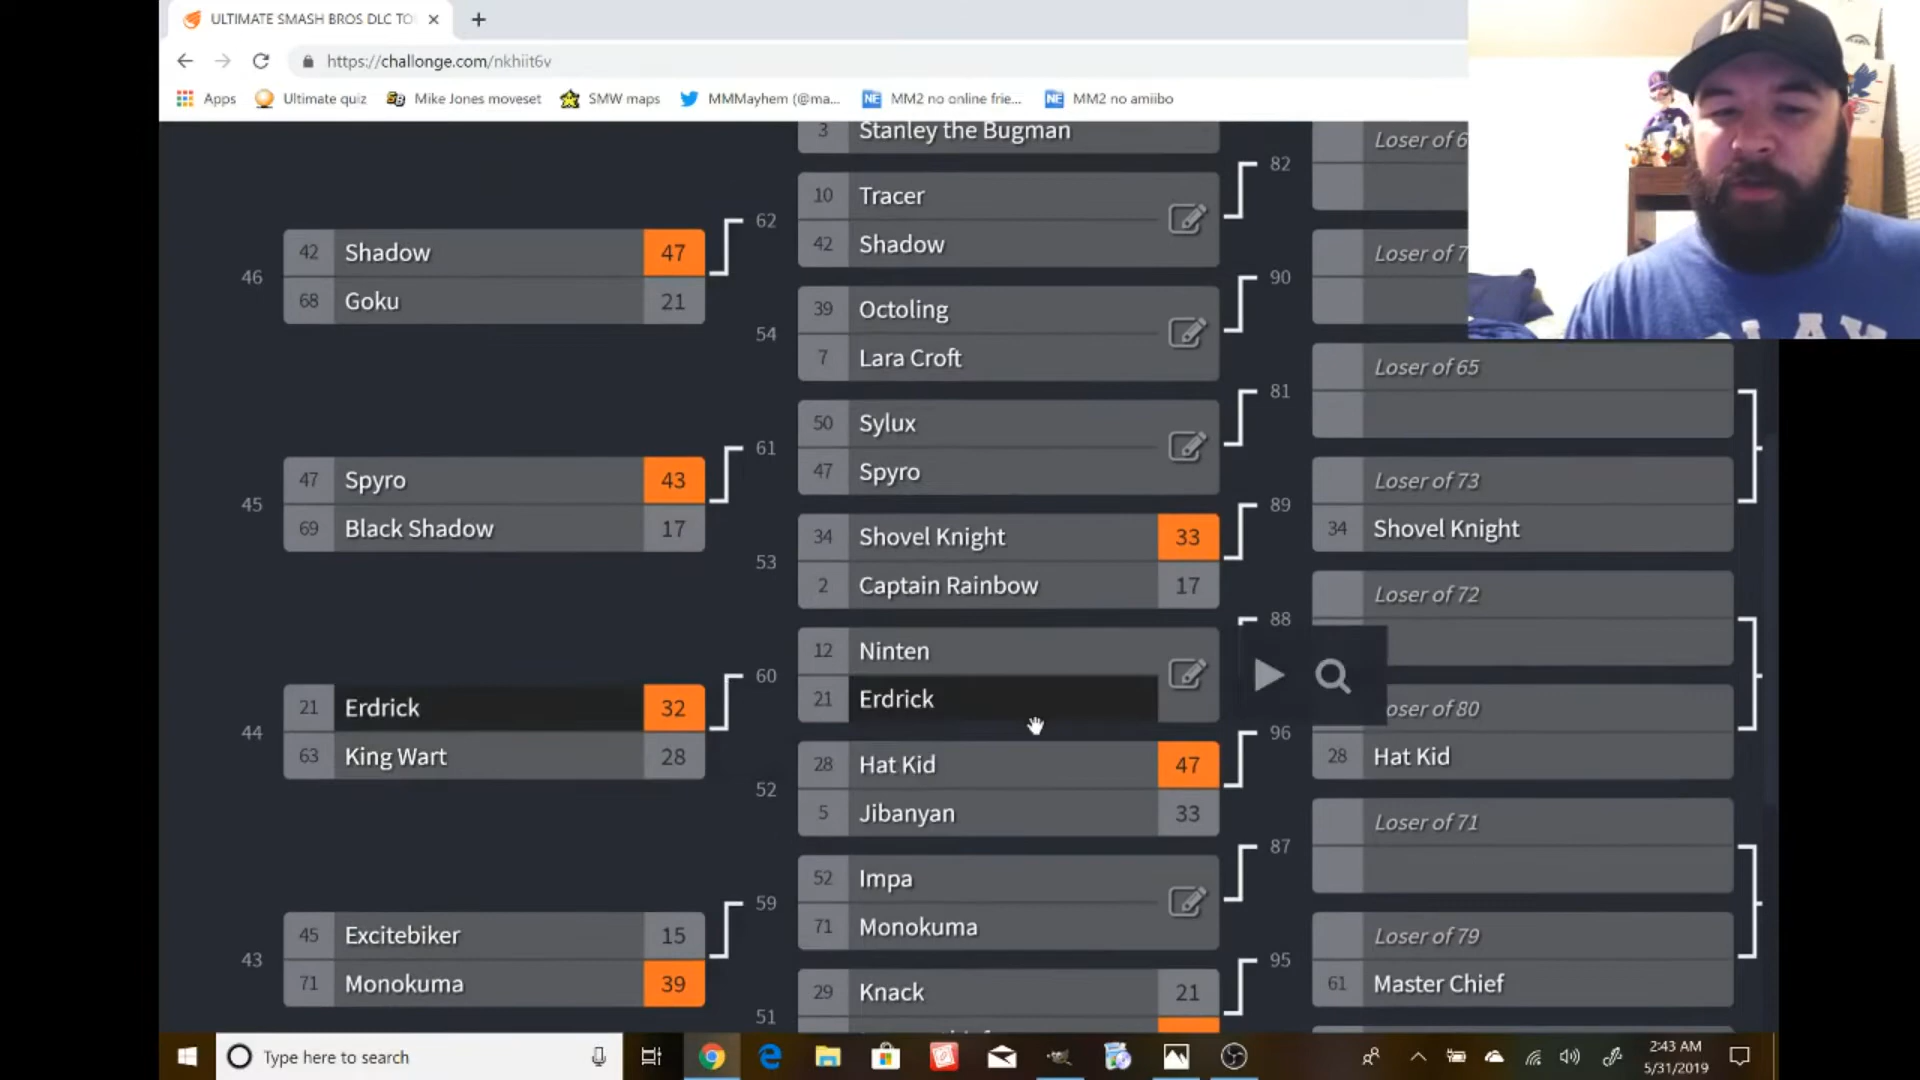 ULTIMATE SMASH BROS DLC TO
https://challonge.com/nkhiit6v
Apps
Ultimate quiz
Mike Jones moveset
SMW maps
MMMayhem (@ma...
MM2 no online frie...
MM2 no amiibo
3 Stanley the Bugman
Loser of 6
82
10 Tracer
42 Shadow
62
46
42 Shadow 47
68 Goku 21
Loser of 7
90
39 Octoling
7 Lara Croft
54
Loser of 65
81
50 Sylux
47 Spyro
61
45
47 Spyro 43
69 Black Shadow 17
Loser of 73
34 Shovel Knight
89
34 Shovel Knight 33
2 Captain Rainbow 17
53
Loser of 72
88
12 Ninten
21 Erdrick
60
44
21 Erdrick 32
63 King Wart 28
oser of 80
28 Hat Kid
96
28 Hat Kid 47
5 Jibanyan 33
52
Loser of 71
87
52 Impa
71 Monokuma
59
43
45 Excitebiker 15
71 Monokuma 39
Loser of 79
61 Master Chief
95
29 Knack 21
51
Type here to search
2:43 AM
5/31/2019